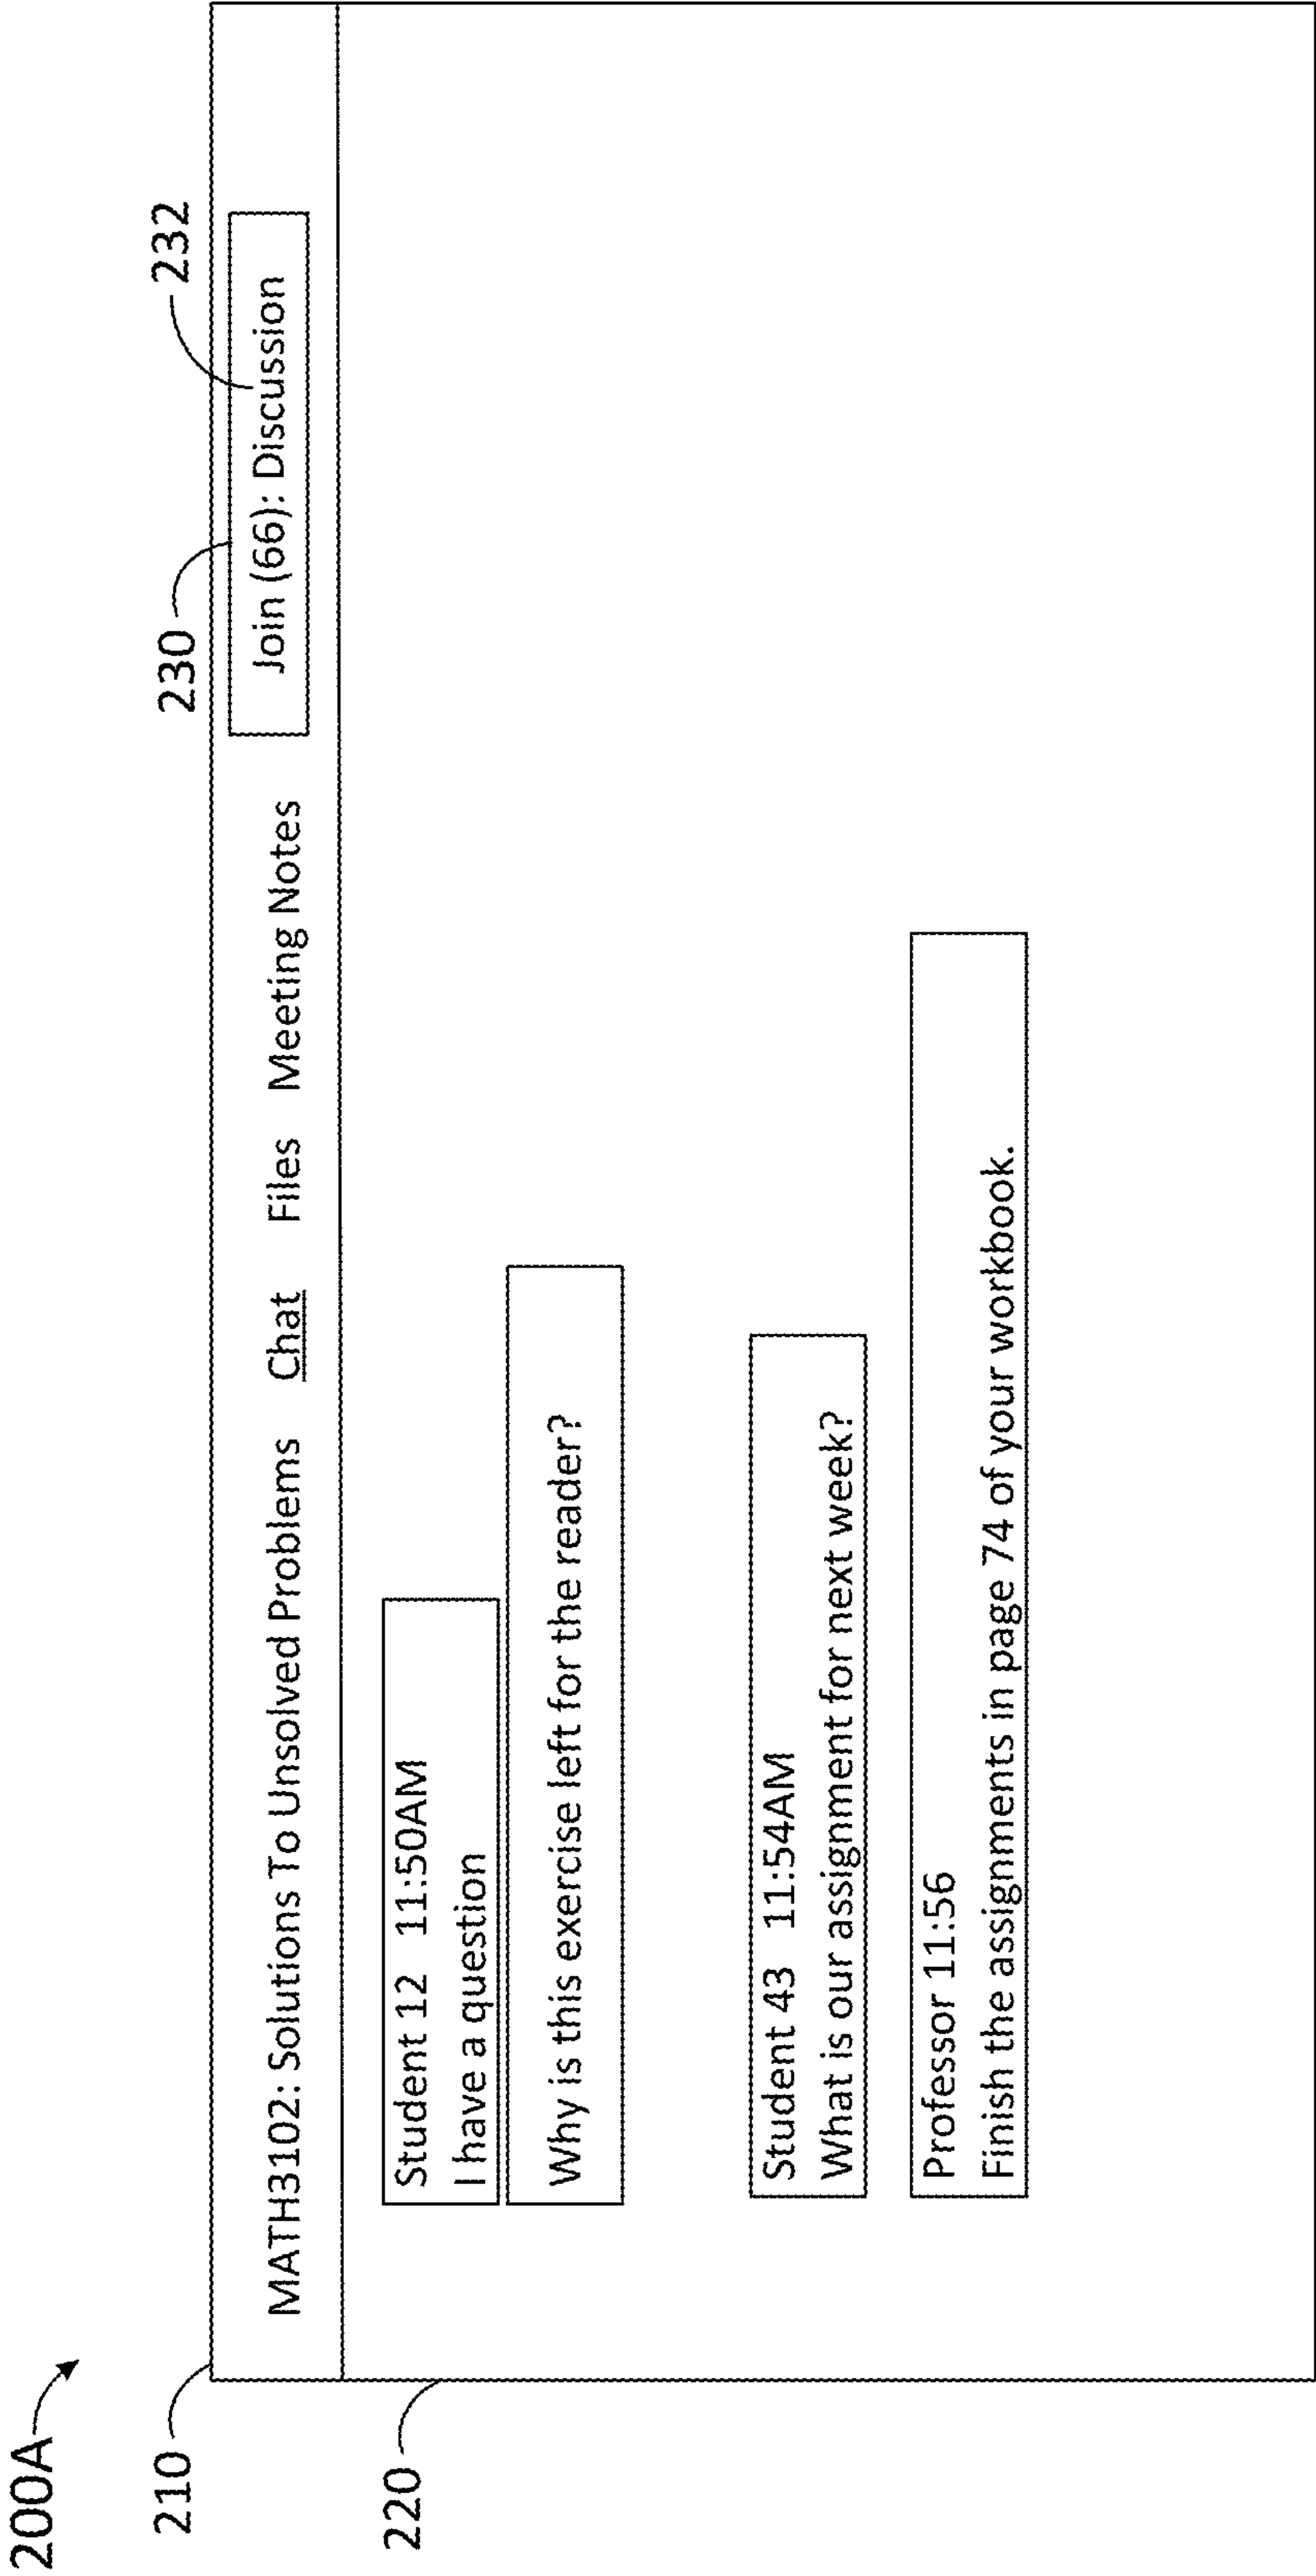 200A
230
232
210
MATH3102: Solutions To Unsolved Problems Chat Files Meeting Notes Join (66): Discussion
220
Student 12 11:50AM
I have a question
Why is this exercise left for the reader?
Student 43 11:54AM
What is our assignment for next week?
Professor 11:56
Finish the assignments in page 74 of your workbook.